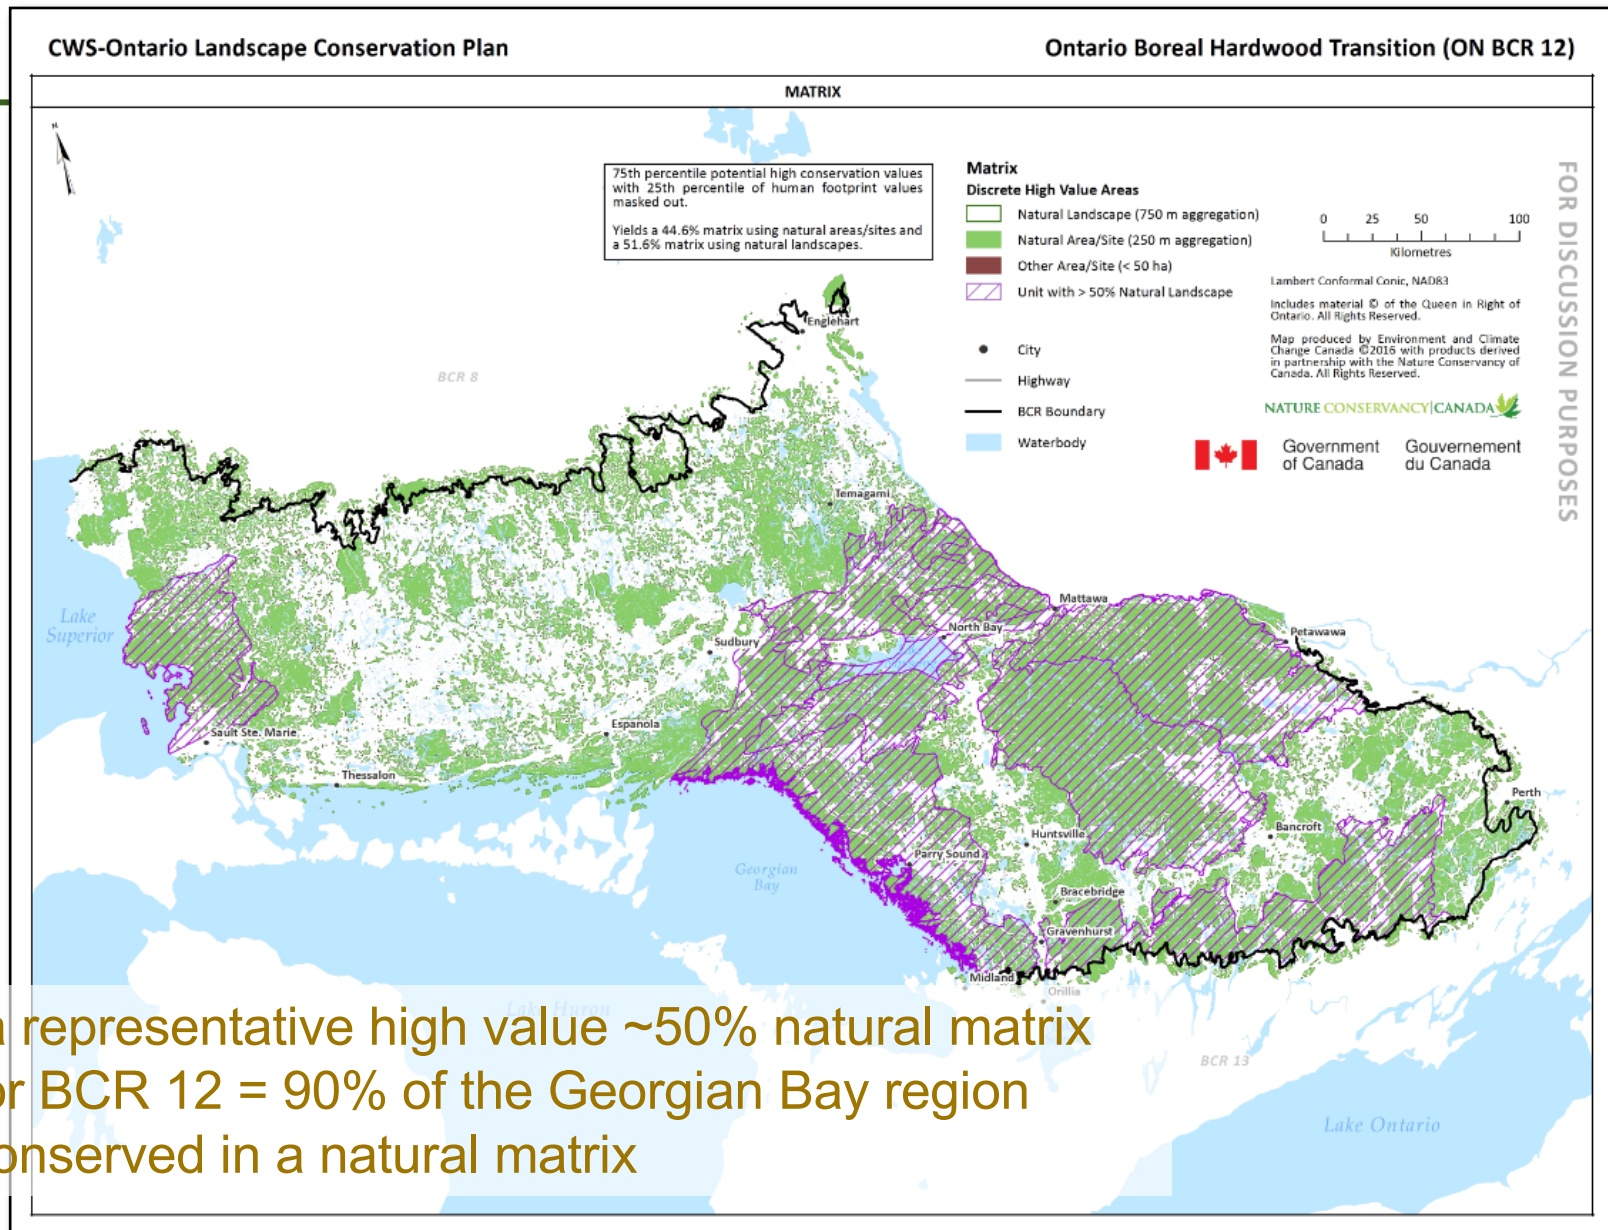 CWS-Ontario Landscape Conservation Plan
Ontario Boreal Hardwood Transition (ON BCR 12)
MATRIX
N
75th percentile potential high conservation values
with 25th percentile of human footprint values
masked out.
Yields a 44.6% matrix using natural areas/sites and
a 51.6% matrix using natural landscapes.
Matrix
Discrete High Value Areas
Natural Landscape (750 m aggregation)
Natural Area/Site (250 m aggregation)
Other Area/Site (< 50 ha)
Unit with > 50% Natural Landscape
City
Highway
BCR Boundary
Waterbody
0 25 50 100
Kilometres
Lambert Conformal Conic, NAD83
Includes material © of the Queen in Right of
Ontario. All Rights Reserved.
Map produced by Environment and Climate
Change Canada ©2016 with products derived
in partnership with the Nature Conservancy of
Canada. All Rights Reserved.
NATURE CONSERVANCY CANADA
Government
of Canada
Gouvernement
du Canada
FOR DISCUSSION PURPOSES
Englehart
BCR 8
Temagami
Lake
Superior
Mattawa
North Bay
Petawawa
Sudbury
Espanola
Sault Ste. Marie
Thessalon
Perth
Bancroft
Huntsville
Parry Sound
Georgian
Bay
Bracebridge
Gravenhurst
Midland
Orillia
Lake Huron
BCR 13
Lake Ontario
a representative high value ~50% natural matrix
or BCR 12 = 90% of the Georgian Bay region
onserved in a natural matrix